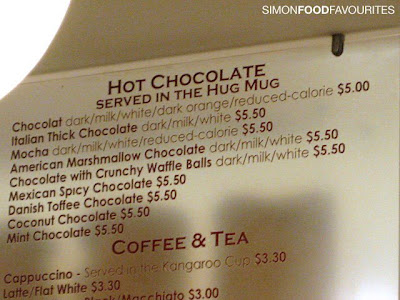 SIMONFOODFAVOURITES
HOT CHOCOLATE
SERVED IN THE HUG MUG
Chocolat dark/milk/white/dark orange/reduced-calorie $5.00
Italian Thick Chocolate dark/milk/white $5.50
Mocha dark/milk/white/reduced-calorie $5.50
American Marshmallow Chocolate dark/milk/white $5.50
Chocolate with Crunchy Waffle Balls dark/milk/white $5.50
Mexican Spicy Chocolate $5.50
Danish Toffee Chocolate $5.50
Coconut Chocolate $5.50
Mint Chocolate $5.50
COFFEE & TEA
Cappuccino - Served in the Kangaroo Cup $3.30
Latte/Flat White $3.30
Black/Macchiato $3.00